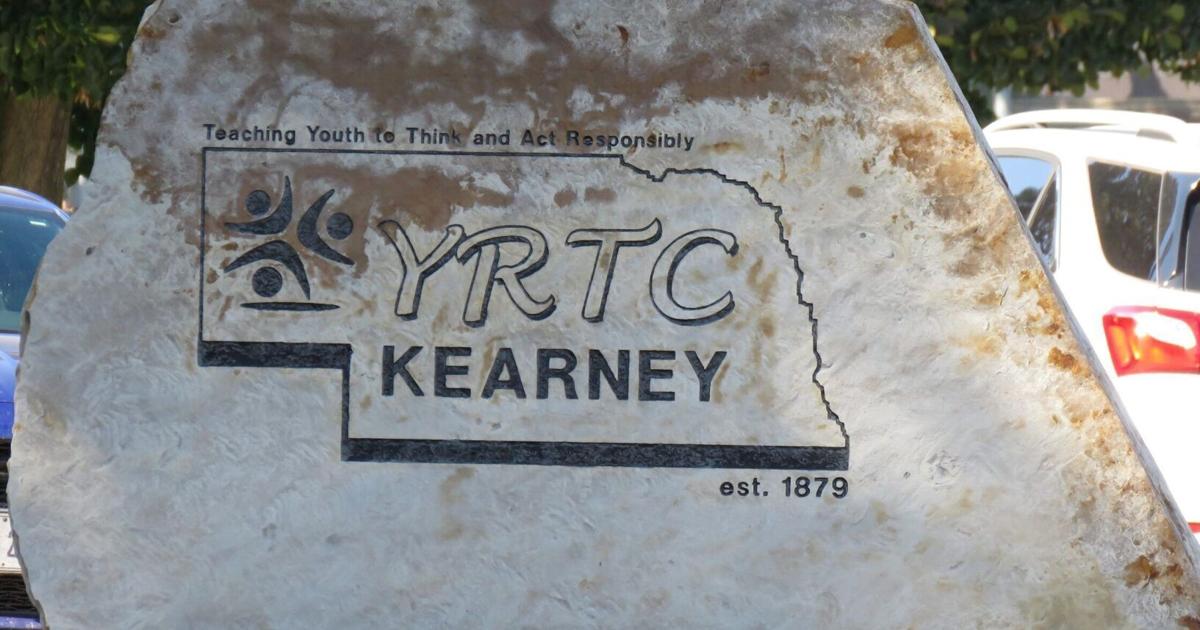 Teaching Youth to Think and Act Responsibly
YRTC
KEARNEY
est. 1879